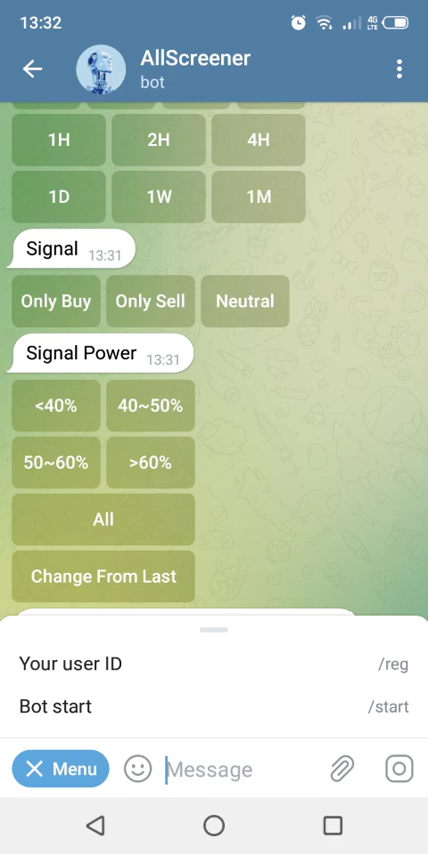 13:32
4G
LTE
AllScreener
bot
1H 2H 4H
1D 1W 1M
Signal 13:31
Only Buy Only Sell Neutral
Signal Power 13:31
<40% 40~50%
50~60% >60%
All
Change From Last
Your user ID /reg
Bot start /start
Menu Message